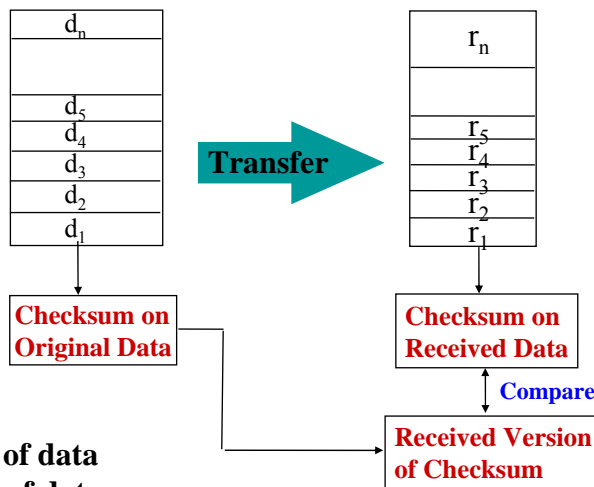 dₙ
d₅
d₄
d₃
d₂
d₁
Transfer
rₙ
r₅
r₄
r₃
r₂
r₁
Checksum on
Original Data
Checksum on
Received Data
Compare
Received Version
of Checksum
of data